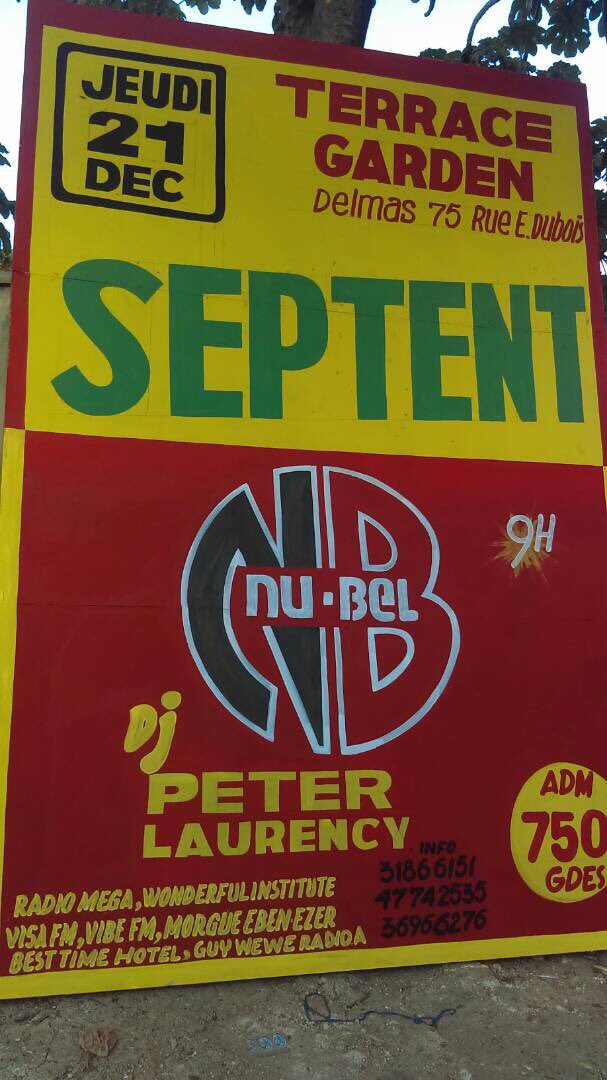 JEUDI
21
DEC
TERRACE
GARDEN
Delmas 75 Rue E. Dubois
SEPTENT
9H
NB
nu·Bel
Dj
PETER
LAURENCY
ADM
750
GDES
INFO
31866151
47742535
36966276
RADIO MEGA, WONDERFUL INSTITUTE
VISA FM, VIBE FM, MORGUE EBEN-EZER
BEST TIME HOTEL, GUY WEWE RADIO A